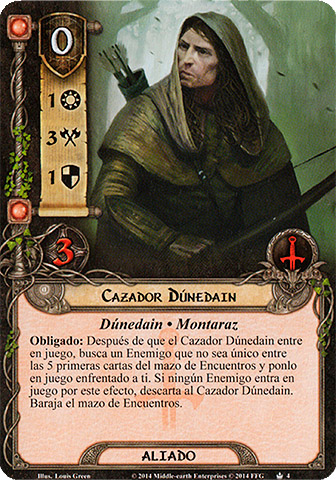 0
1
3
1
3
Cazador Dúnedain
Dúnedain • Montaraz
Obligado: Después de que el Cazador Dúnedain entre
en juego, busca un Enemigo que no sea único entre
las 5 primeras cartas del mazo de Encuentros y ponlo
en juego enfrentado a ti. Si ningún Enemigo entra en
juego por este efecto, descarta al Cazador Dúnedain.
Baraja el mazo de Encuentros.
ALIADO
Illus. Louis Green
© 2014 Middle-earth Enterprises © 2014 FFG
4